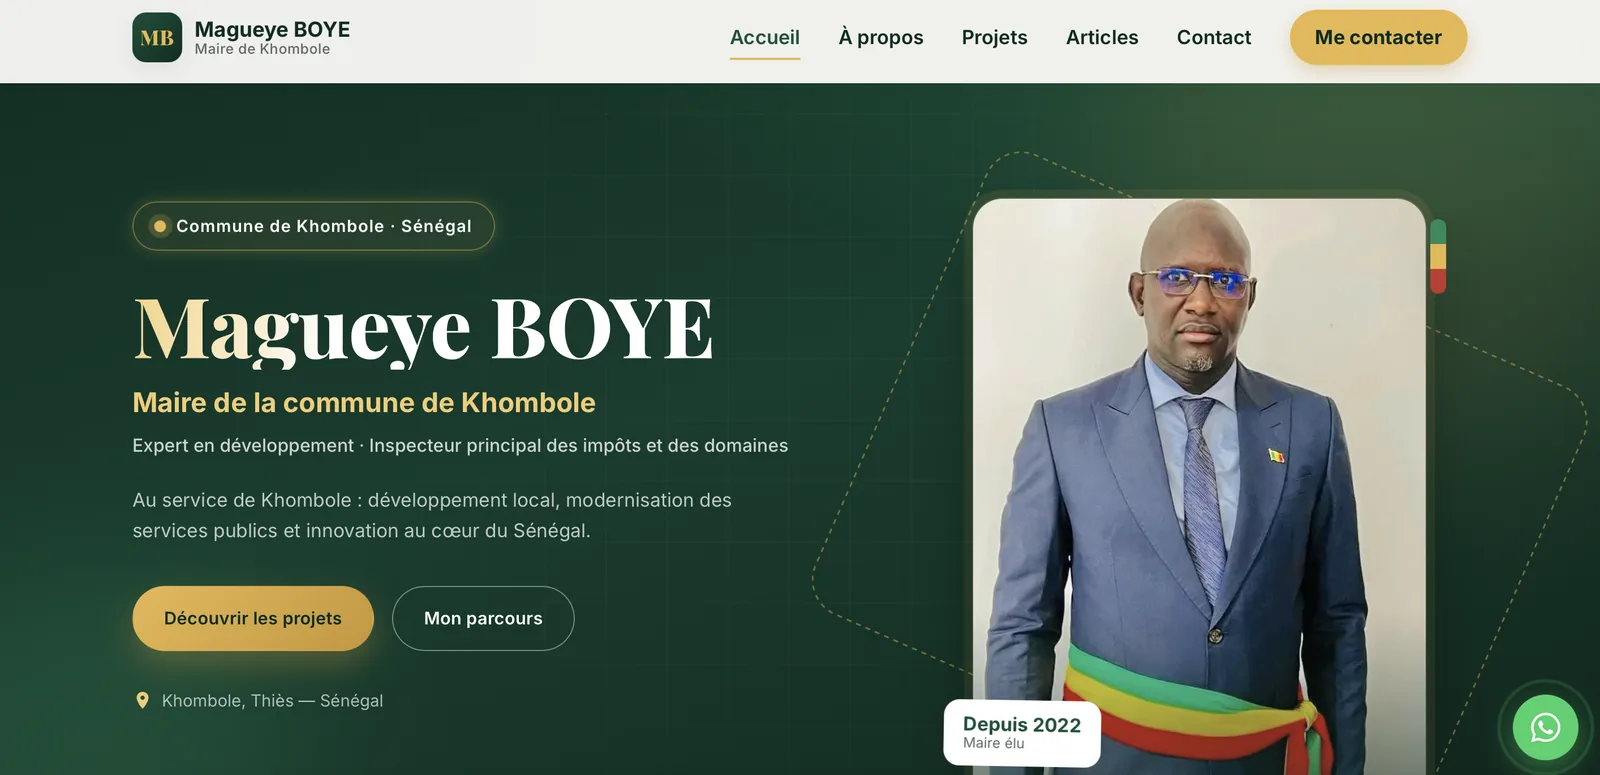 MB
Magueye BOYE
Maire de Khombole
Accueil
À propos
Projets
Articles
Contact
Me contacter
Commune de Khombole · Sénégal
Magueye BOYE
Maire de la commune de Khombole
Expert en développement · Inspecteur principal des impôts et des domaines
Au service de Khombole : développement local, modernisation des
services publics et innovation au cœur du Sénégal.
Découvrir les projets
Mon parcours
Khombole, Thiès — Sénégal
Depuis 2022
Maire élu